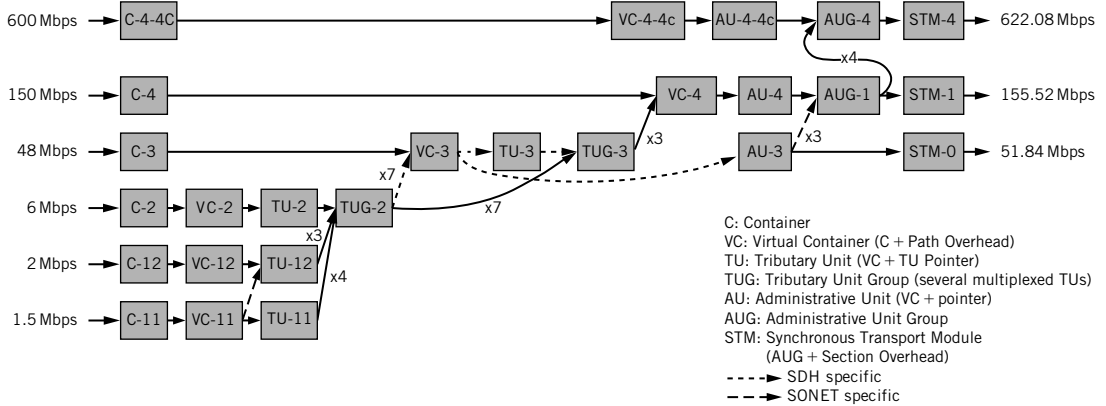 600 Mbps C-4-4C VC-4-4c AU-4-4c AUG-4 STM-4 622.08 Mbps
x4
150 Mbps C-4 VC-4 AU-4 AUG-1 STM-1 155.52 Mbps
x3 x3
48 Mbps C-3 VC-3 TU-3 TUG-3 AU-3 STM-0 51.84 Mbps
x7
6 Mbps C-2 VC-2 TU-2 TUG-2 x7
x3
2 Mbps C-12 VC-12 TU-12
x4
1.5 Mbps C-11 VC-11 TU-11
C: Container
VC: Virtual Container (C + Path Overhead)
TU: Tributary Unit (VC + TU Pointer)
TUG: Tributary Unit Group (several multiplexed TUs)
AU: Administrative Unit (VC + pointer)
AUG: Administrative Unit Group
STM: Synchronous Transport Module
(AUG + Section Overhead)
SDH specific
SONET specific